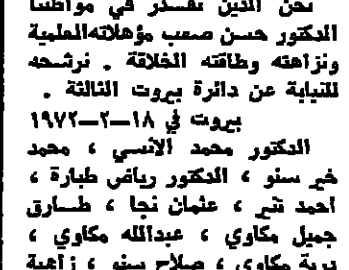 نحن الذين نقدر في مواطننا
الدكتور حسن صعب مؤهلاته العلمية
ونزاهته وطاقته الخلاقة . نرشحه
للنيابة عن دائرة بيروت الثالثة .
بيروت في ١٨—٢—١٩٧٢
الدكتور محمد الانسي ، محمد
خير سنو ، الدكتور رياض طبارة ،
احمد تنير ، عثمان نجا ، طارق
جميل مكاوي ، عبدالله مكاوي ،
مكاوي ، صلاح سنو ، زاهية